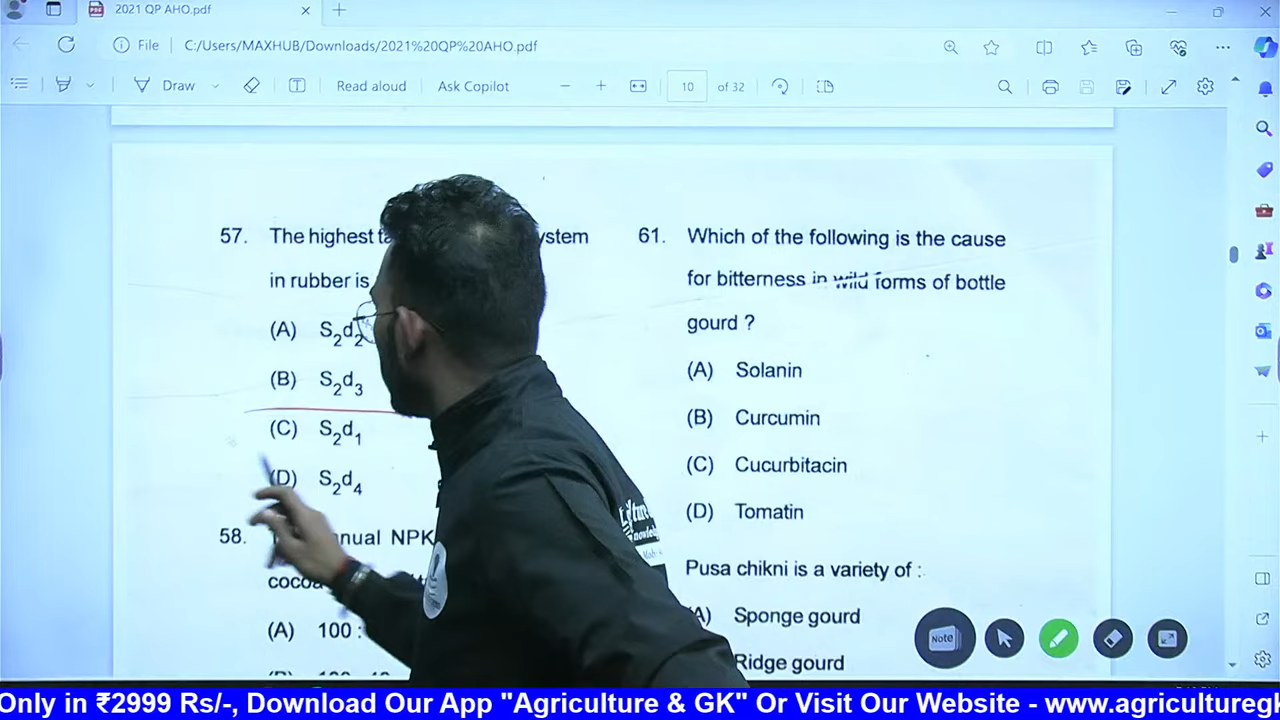 2021 QP AHO.pdf
File C:/Users/MAXHUB/Downloads/2021%20QP%20AHO.pdf
Draw Read aloud Ask Copilot 10 of 32
57. The highest ystem
in rubber is
(A) S₂d₂
(B) S₂d₃
(C) S₂d₁
(D) S₂d₄
58. nual NPK
(A) 100 :
61. Which of the following is the cause
for bitterness in wild forms of bottle
gourd ?
(A) Solanin
(B) Curcumin
(C) Cucurbitacin
(D) Tomatin
Pusa chikni is a variety of :
(A) Sponge gourd
Ridge gourd
Note
Only in ₹2999 Rs/-, Download Our App "Agriculture & GK" Or Visit Our Website - www.agriculturegk